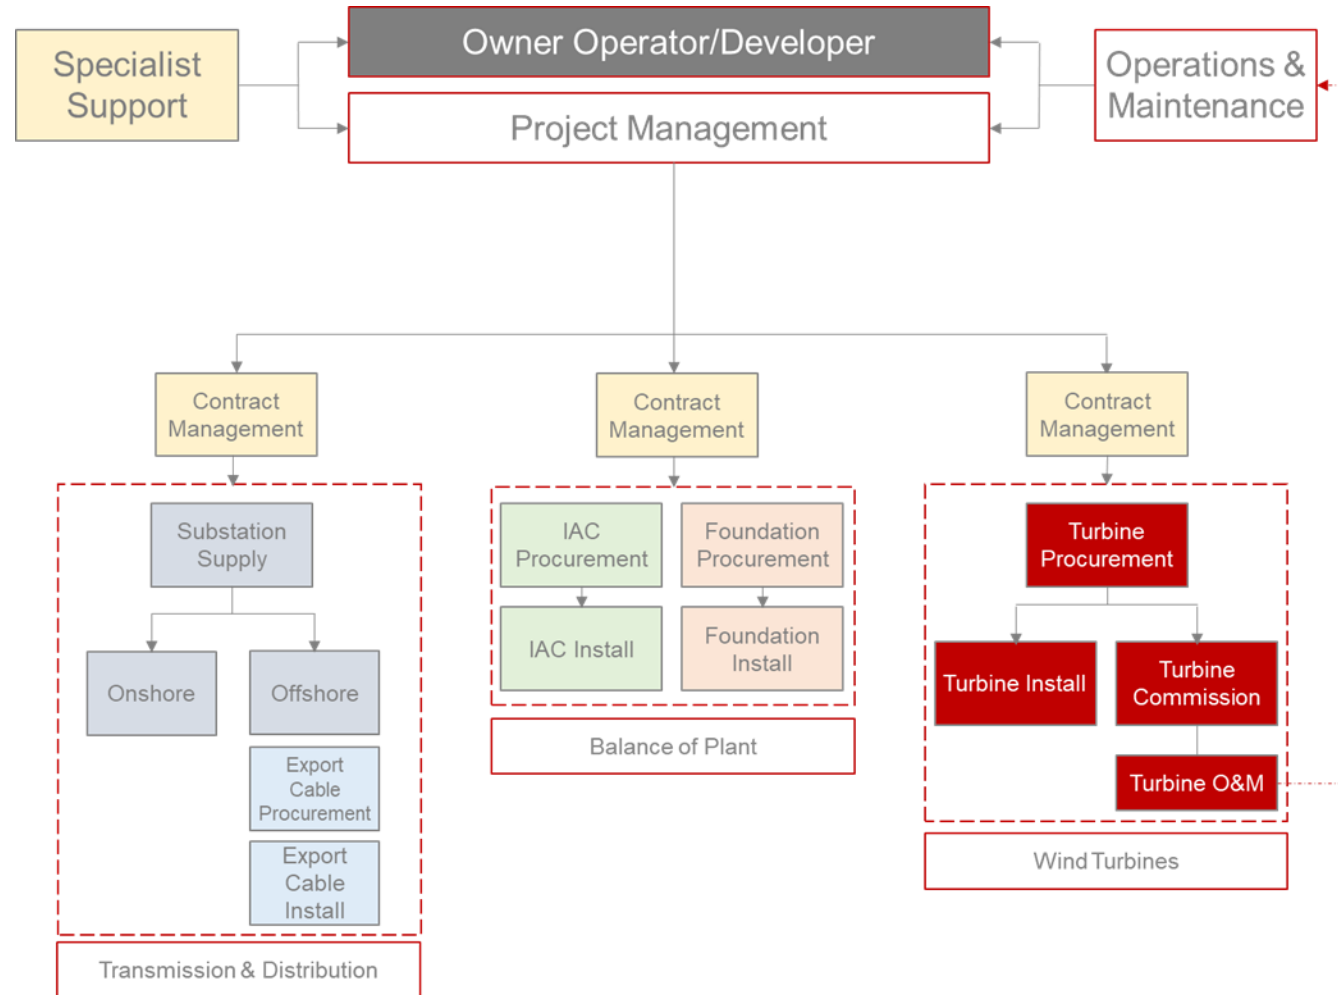 Specialist
Support
Owner Operator/Developer
Project Management
Operations &
Maintenance
Contract
Management
Contract
Management
Contract
Management
Substation
Supply
Onshore
Offshore
Export
Cable
Procurement
Export
Cable
Install
Transmission & Distribution
IAC
Procurement
IAC Install
Foundation
Procurement
Foundation
Install
Balance of Plant
Turbine
Procurement
Turbine Install
Turbine
Commission
Turbine O&M
Wind Turbines